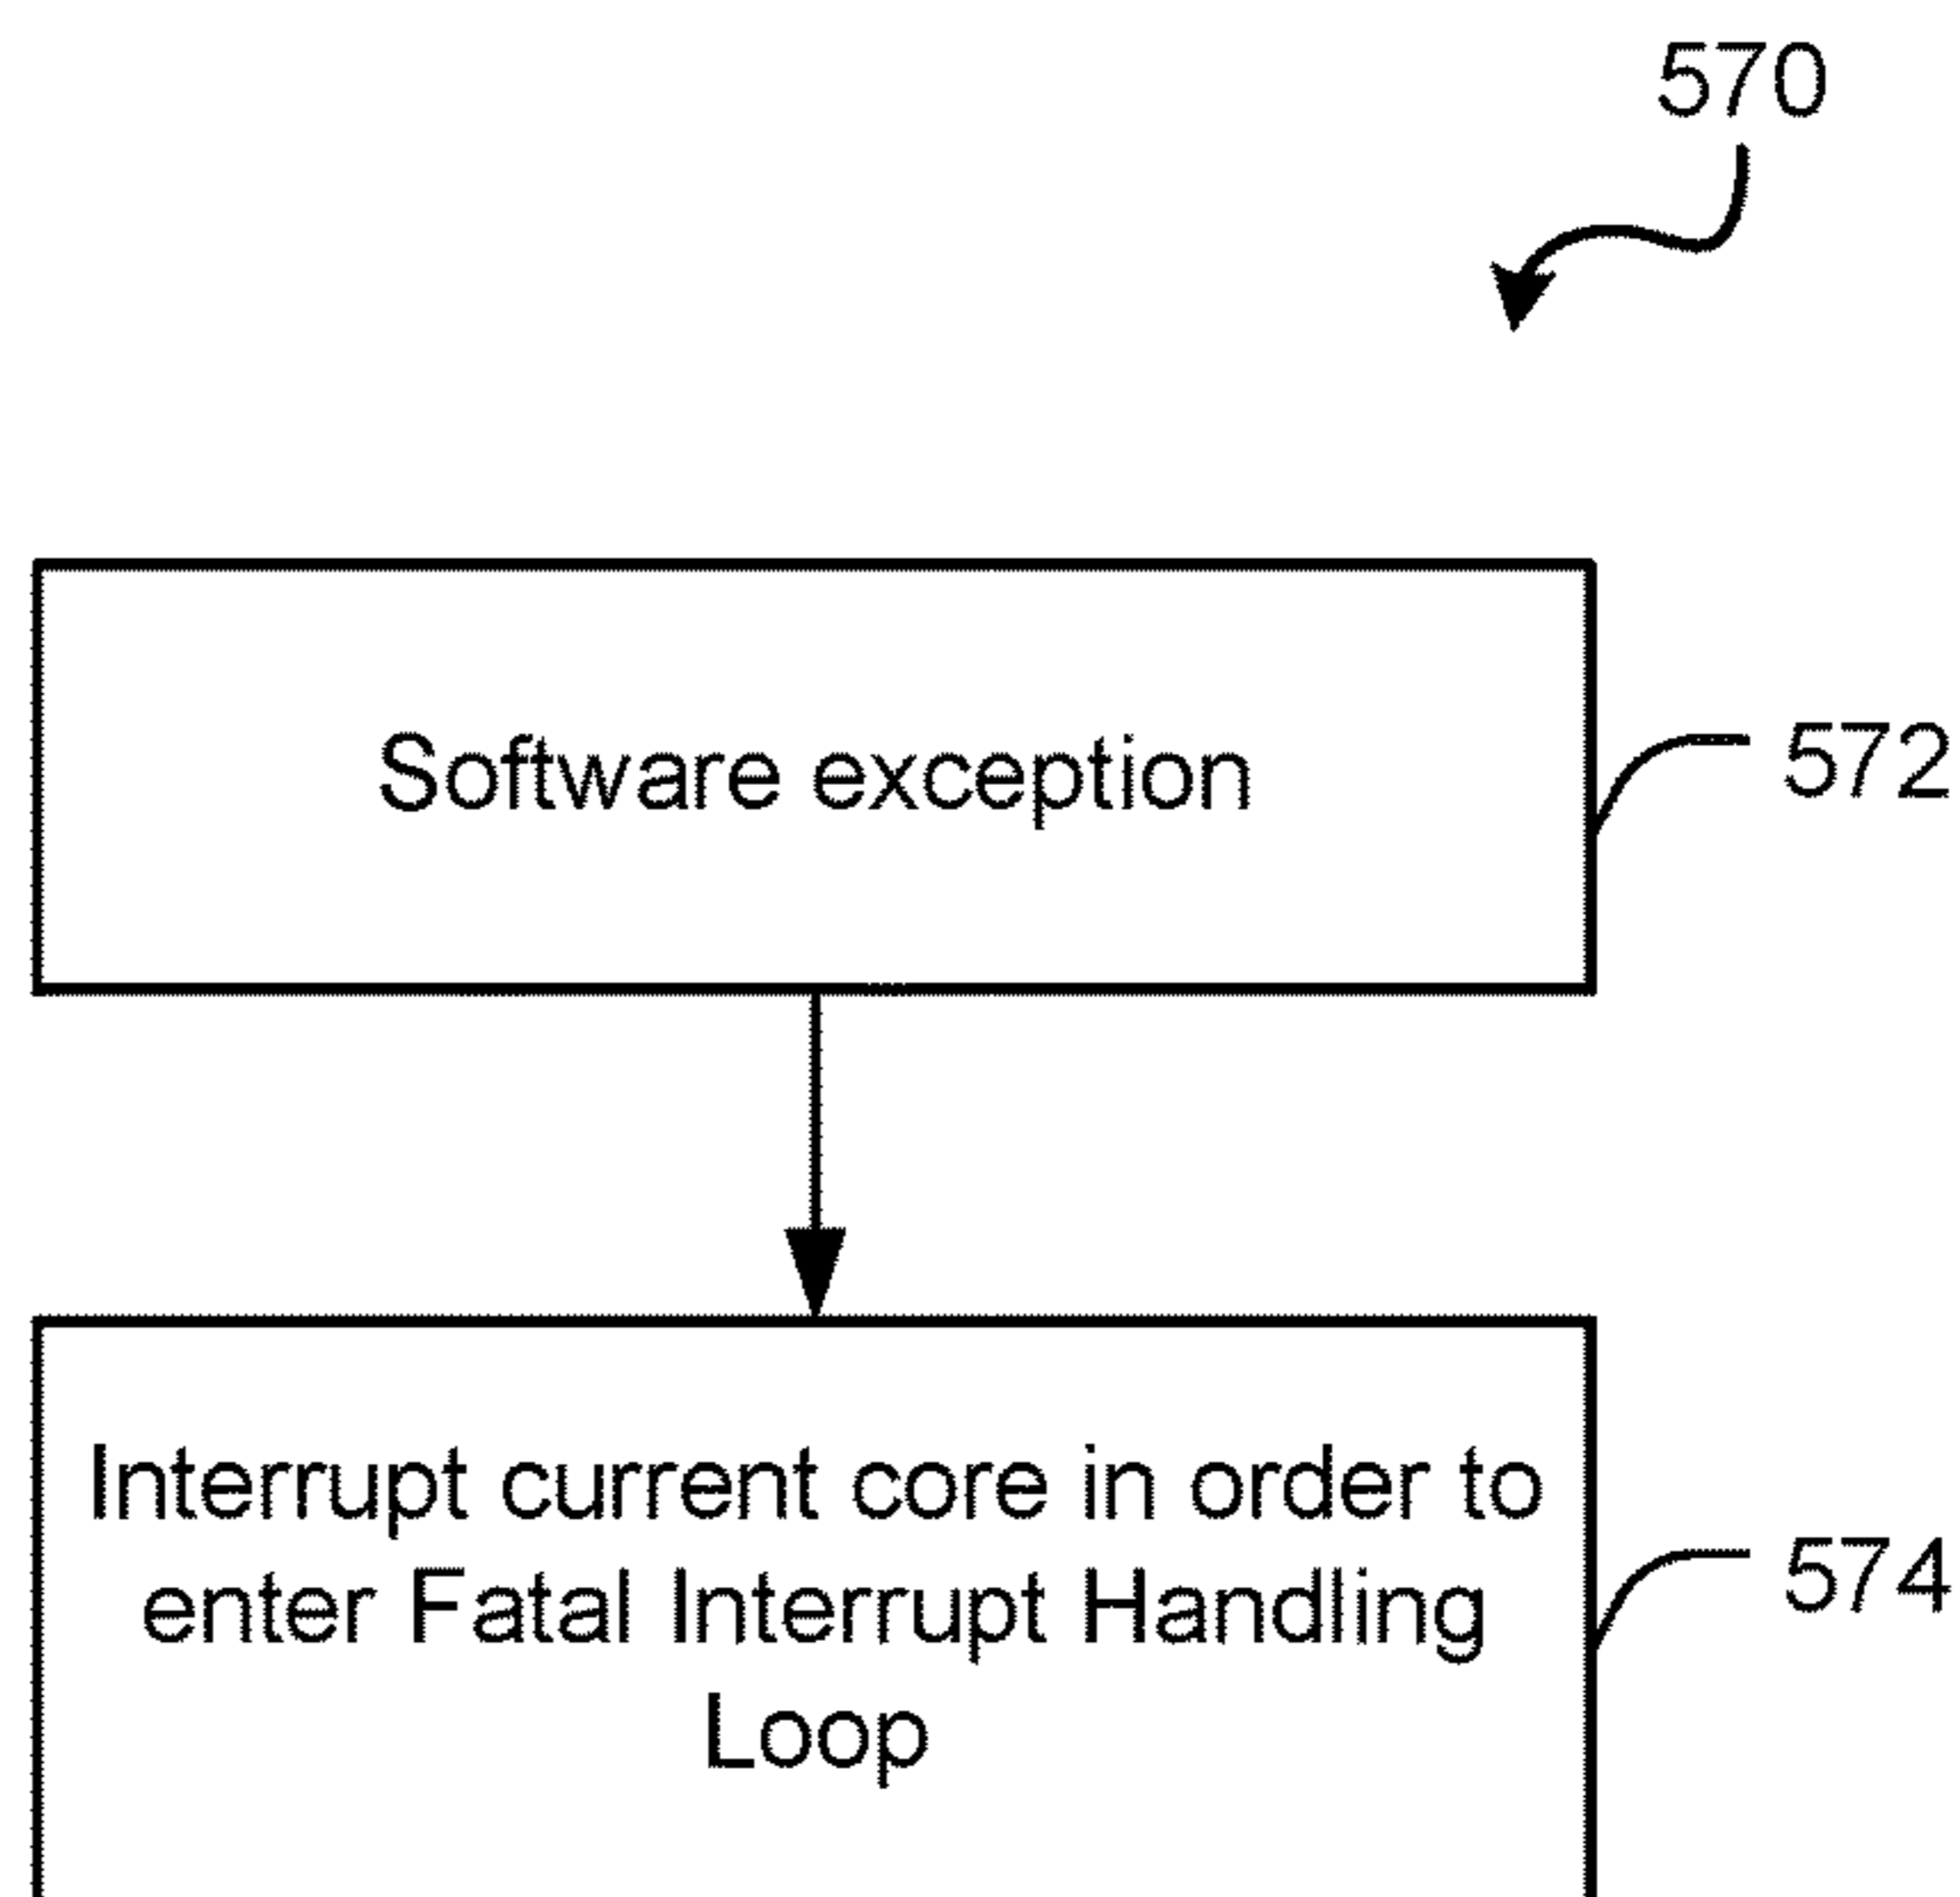 570
Software exception
572
Interrupt current core in order to
enter Fatal Interrupt Handling
Loop
574